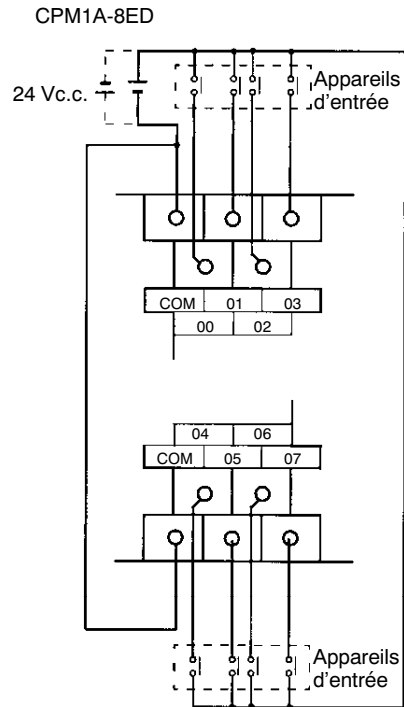 CPM1A-8ED
24 Vc.c.
Appareils
d'entrée
COM 01 03
00 02
04 06
COM 05 07
Appareils
d'entrée